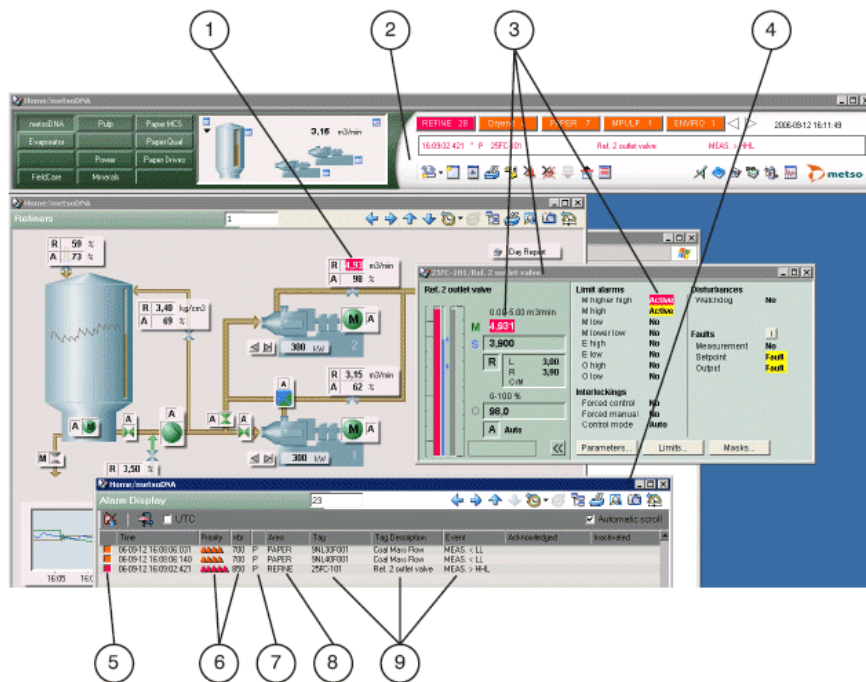 1 2 3 4
Home/metsoDNA
metsoDNA Pulp Paper MCS
Evaporator Paper Qual
Power Paper Drives
FieldCare Minerals
3,15 m3/min
REFINE 28 PAPER 7 MPULP 1 ENVIRO 1 2006-09-12 16:11:49
16:09:02.421 * P 25FC-101 Ref. 2 outlet valve MEAS. > HHL
metso
Home/metsoDNA
Refiners 1
R 59 %
A 73 %
R 3,40 kg/cm3
A 69 %
R 4,93 m3/min
A 98 %
Day Report
M A
300 kW 2
R 3,15 m3/min
A 62 %
A
A A A
A M
M A
300 kW 1
M
R 3,50 %
25FC-101/Ref. 2 outlet valve
Ref. 2 outlet valve
0.00-5.00 m3/min
M 4,931
S 3,900
R L 3,80
R 3,90
C/M
0-100 %
O 98,0
A Auto
Limit alarms
M higher high Active
M high Active
M low No
M lower low No
E high No
E low No
O high No
O low No
Interlockings
Forced control No
Forced manual No
Control mode Auto
Disturbances
Watchdog No
Faults
Measurement No
Setpoint Fault
Output Fault
Parameters... Limits... Masks...
Home/metsoDNA
Alarm Display 23
UTC Automatic scroll
Time Priority nbr Area Tag Tag Description Event Acknowledged Inactivated
06-09-12 16:08:06.031 700 P PAPER 9NL30F001 Coal Mass Flow MEAS. < LL
06-09-12 16:08:06.140 700 P PAPER 9NL40F001 Coal Mass Flow MEAS. < LL
06-09-12 16:09:02.421 850 P REFINE 25FC-101 Ref. 2 outlet valve MEAS. > HHL
16:05
5 6 7 8 9